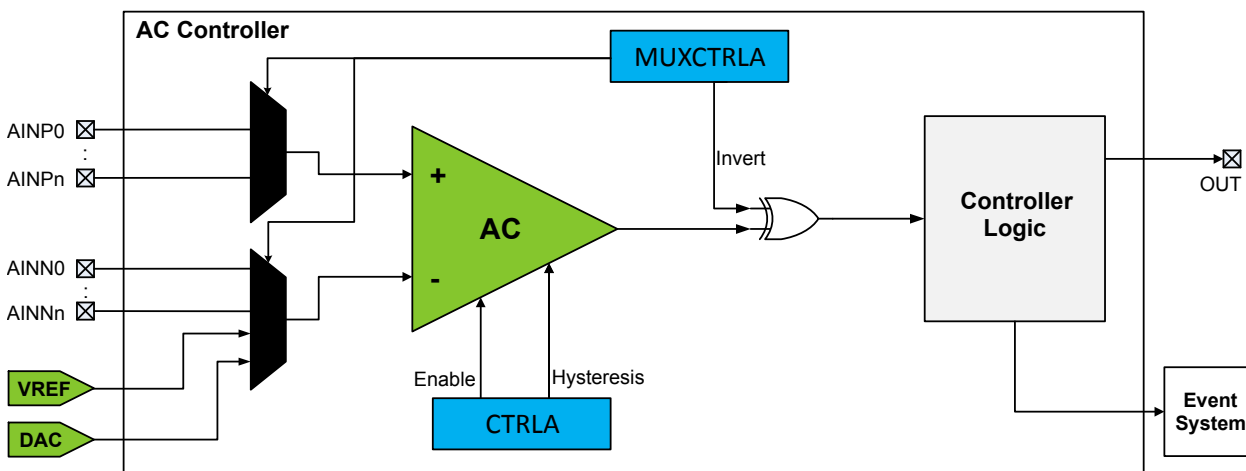 AC Controller
MUXCTRLA
AINP0
:
AINPn
Invert
+
AC
-
Controller
Logic
OUT
AINN0
:
AINNn
VREF
DAC
Enable
Hysteresis
CTRLA
Event
System